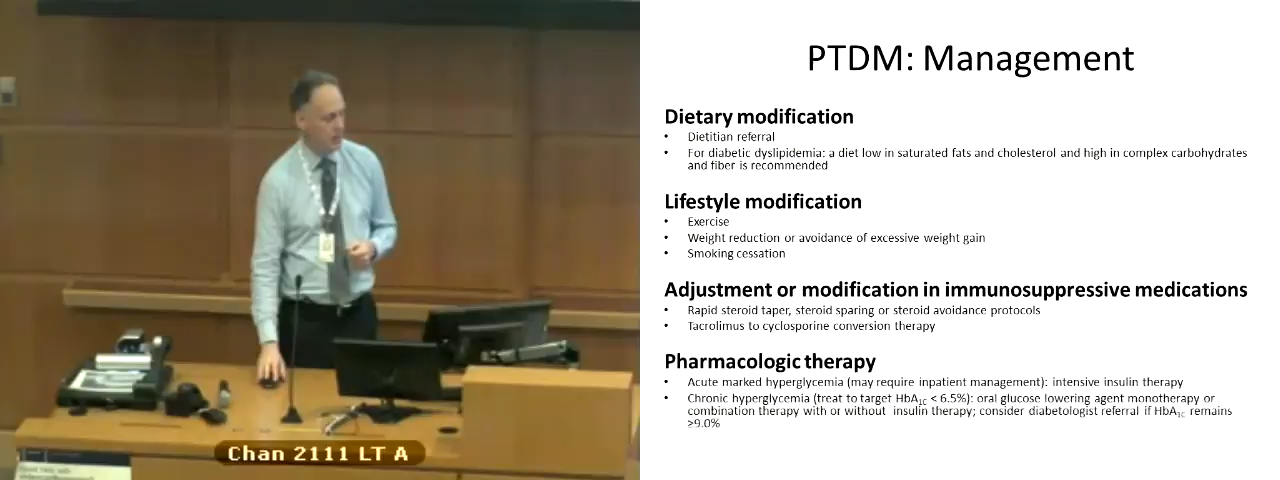 PTDM: Management
Dietary modification
• Dietitian referral
• For diabetic dyslipidemia: a diet low in saturated fats and cholesterol and high in complex carbohydrates
and fiber is recommended
Lifestyle modification
• Exercise
• Weight reduction or avoidance of excessive weight gain
• Smoking cessation
Adjustment or modification in immunosuppressive medications
• Rapid steroid taper, steroid sparing or steroid avoidance protocols
• Tacrolimus to cyclosporine conversion therapy
Pharmacologic therapy
• Acute marked hyperglycemia (may require inpatient management): intensive insulin therapy
• Chronic hyperglycemia (treat to target HbA1C < 6.5%): oral glucose lowering agent monotherapy or
combination therapy with or without insulin therapy; consider diabetologist referral if HbA1C remains
≥9.0%
Chan 2111 LT A